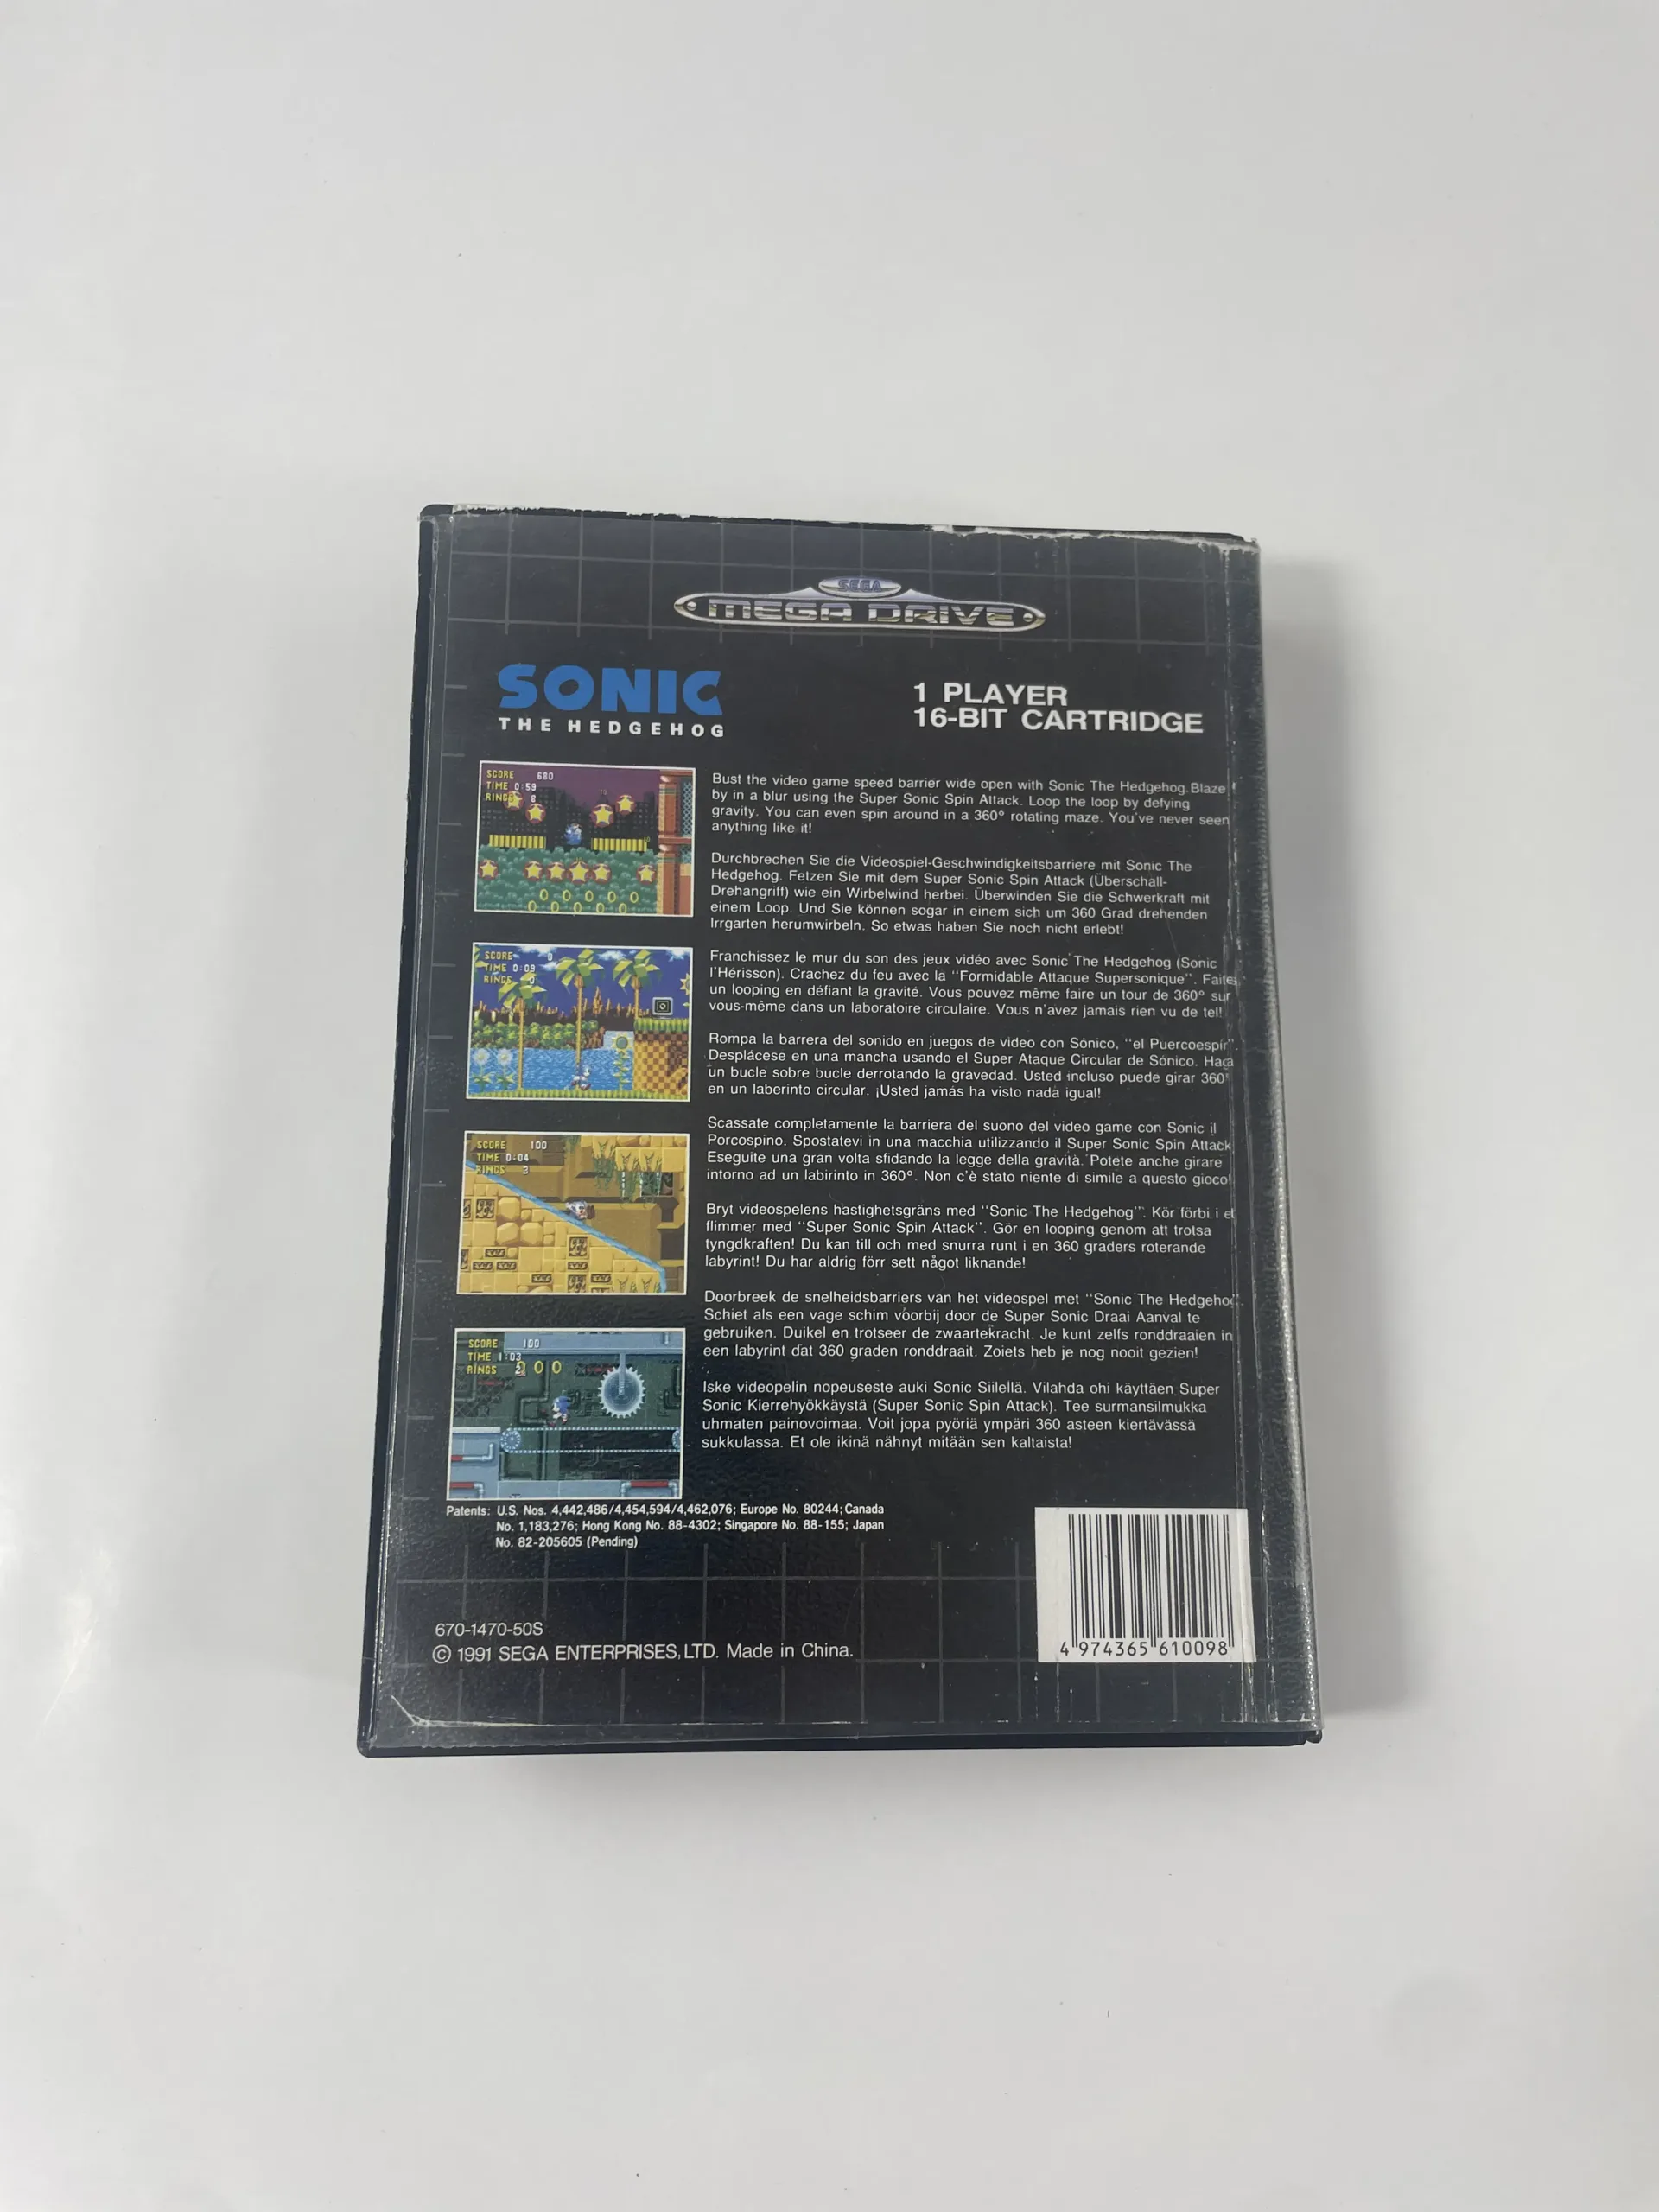 SEGA
MEGA DRIVE
SONIC
THE HEDGEHOG
1 PLAYER
16-BIT CARTRIDGE
SCORE 680
TIME 0:59
RINGS 8
Bust the video game speed barrier wide open with Sonic The Hedgehog. Blaze
by in a blur using the Super Sonic Spin Attack. Loop the loop by defying
gravity. You can even spin around in a 360° rotating maze. You've never seen
anything like it!
Durchbrechen Sie die Videospiel-Geschwindigkeitsbarriere mit Sonic The
Hedgehog. Fetzen Sie mit dem Super Sonic Spin Attack (Überschall-
Drehangriff) wie ein Wirbelwind herbei. Überwinden Sie die Schwerkraft mit
einem Loop. Und Sie können sogar in einem sich um 360 Grad drehenden
Irrgarten herumwirbeln. So etwas haben Sie noch nicht erlebt!
SCORE 0
TIME 0:09
RINGS 0
Franchissez le mur du son des jeux vidéo avec Sonic The Hedgehog (Sonic
l'Hérisson). Crachez du feu avec la "Formidable Attaque Supersonique". Faites
un looping en défiant la gravité. Vous pouvez même faire un tour de 360° sur
vous-même dans un laboratoire circulaire. Vous n'avez jamais rien vu de tel!
Rompa la barrera del sonido en juegos de video con Sónico, "el Puercoespín".
Desplácese en una mancha usando el Super Ataque Circular de Sónico. Haga
un bucle sobre bucle derrotando la gravedad. Usted incluso puede girar 360°
en un laberinto circular. ¡Usted jamás ha visto nada igual!
SCORE 100
TIME 0:04
RINGS 3
Scassate completamente la barriera del suono del video game con Sonic il
Porcospino. Spostatevi in una macchia utilizzando il Super Sonic Spin Attack
Eseguite una gran volta sfidando la legge della gravità. Potete anche girare
intorno ad un labirinto in 360°. Non c'è stato niente di simile a questo gioco!
Bryt videospelens hastighetsgräns med "Sonic The Hedgehog". Kör förbi i et
flimmer med "Super Sonic Spin Attack". Gör en looping genom att trotsa
tyngdkraften! Du kan till och med snurra runt i en 360 graders roterande
labyrint! Du har aldrig förr sett något liknande!
Doorbreek de snelheidsbarriers van het videospel met "Sonic The Hedgehog".
Schiet als een vage schim voorbij door de Super Sonic Draai Aanval te
gebruiken. Duikel en trotseer de zwaartekracht. Je kunt zelfs ronddraaien in
een labyrint dat 360 graden ronddraait. Zoiets heb je nog nooit gezien!
SCORE 100
TIME 1:03
RINGS 2
Iske videopelin nopeuseste auki Sonic Siilellä. Vilahda ohi käyttäen Super
Sonic Kierrehyökkäystä (Super Sonic Spin Attack). Tee surmansilmukka
uhmaten painovoimaa. Voit jopa pyöriä ympäri 360 asteen kiertävässä
sukkulassa. Et ole ikinä nähnyt mitään sen kaltaista!
Patents: U.S. Nos. 4,442,486/4,454,594/4,462,076; Europe No. 80244; Canada
No. 1,183,276; Hong Kong No. 88-4302; Singapore No. 88-155; Japan
No. 82-205605 (Pending)
670-1470-50S
© 1991 SEGA ENTERPRISES, LTD. Made in China.
4 974365 610098